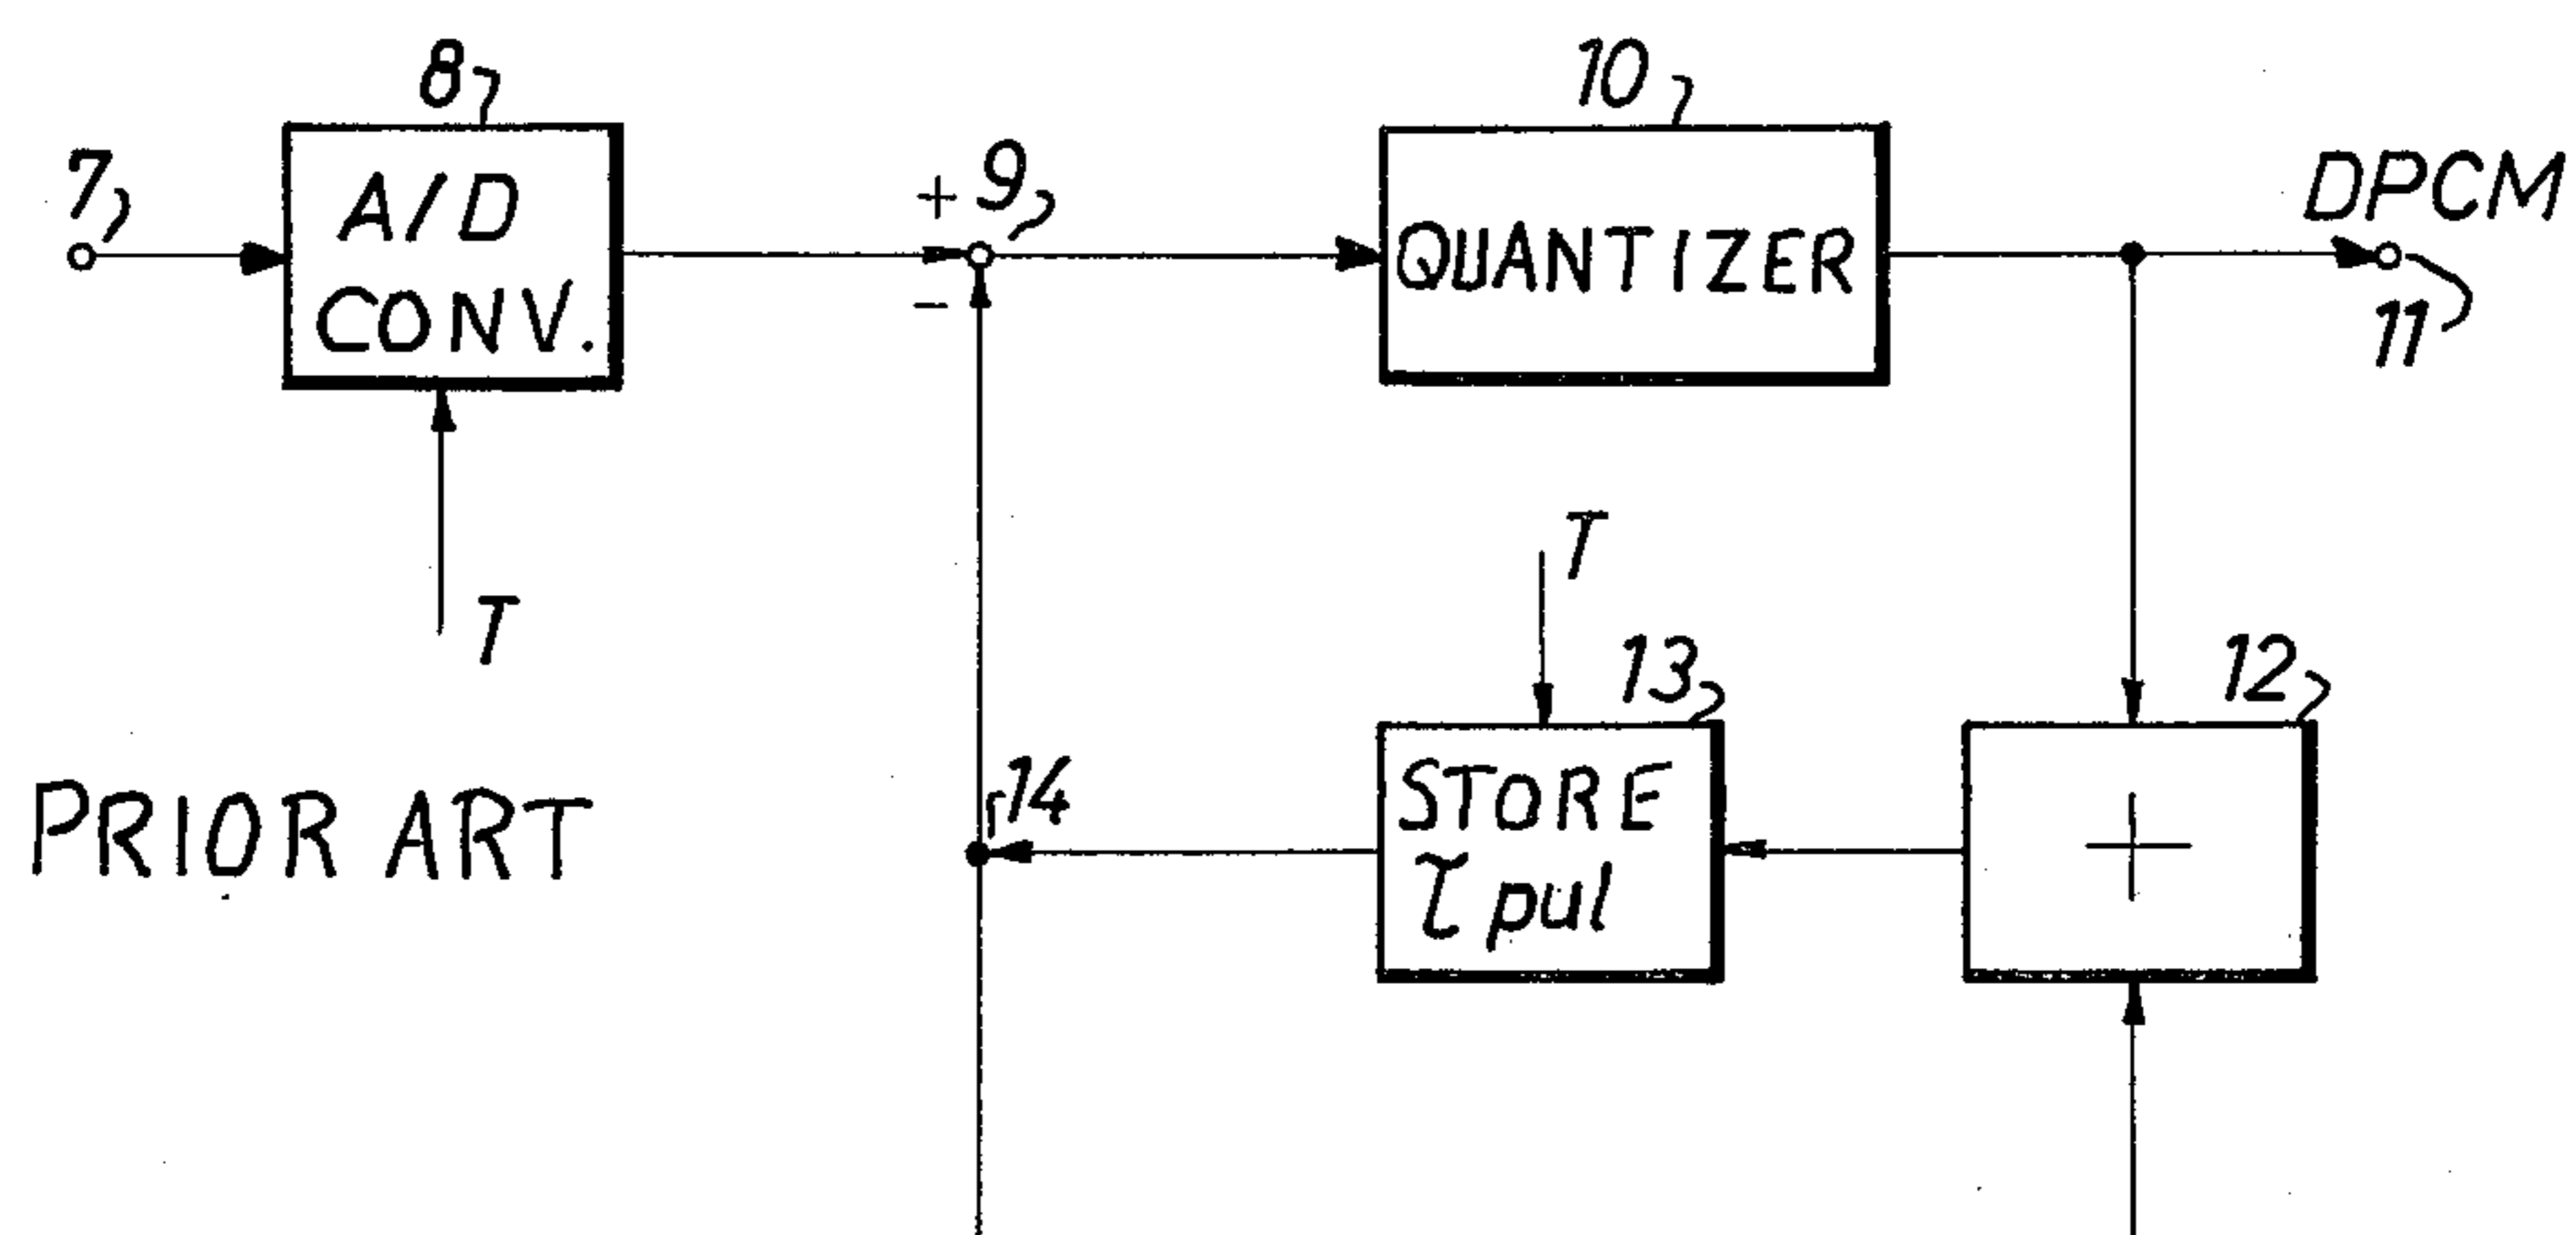 8
10
7
A/D
CONV.
+ 9
-
QUANTIZER
DPCM
11
T
T
13
12
14
STORE
τ pul
+
PRIOR ART